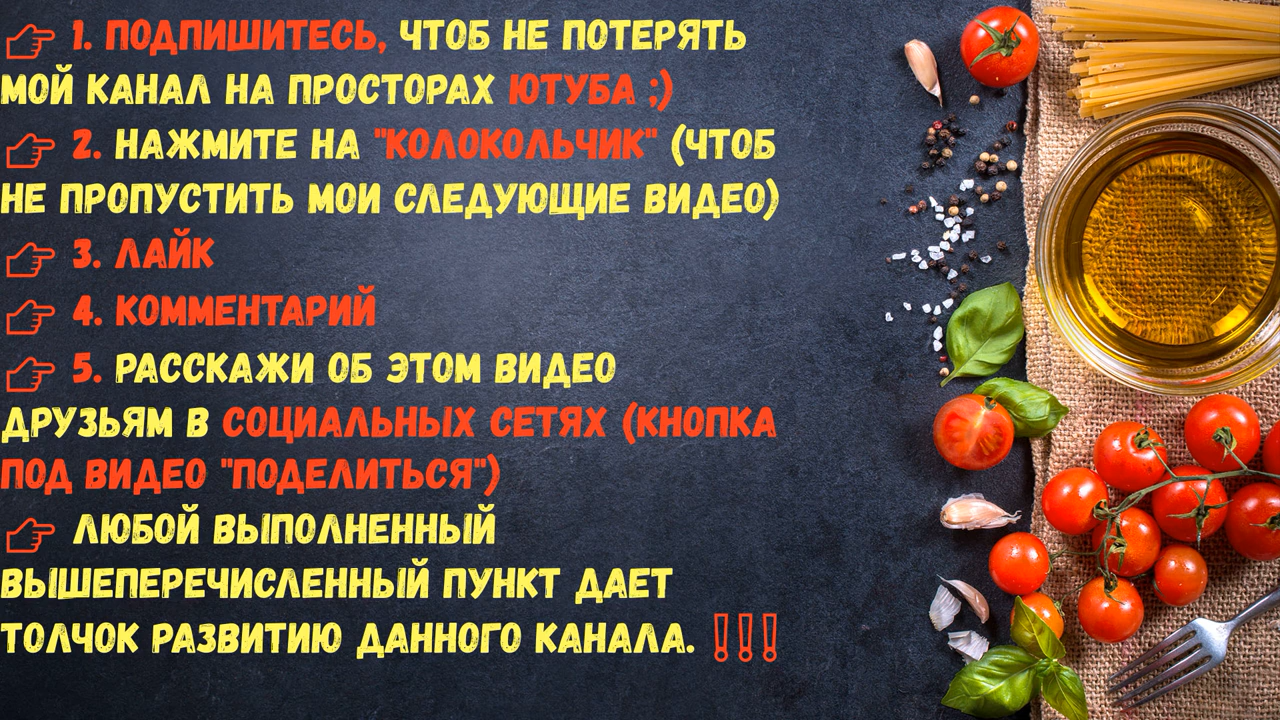 👉 1. ПОДПИШИТЕСЬ, ЧТОБ НЕ ПОТЕРЯТЬ
МОЙ КАНАЛ НА ПРОСТОРАХ ЮТУБА ;)
👉 2. НАЖМИТЕ НА "КОЛОКОЛЬЧИК" (ЧТОБ
НЕ ПРОПУСТИТЬ МОИ СЛЕДУЮЩИЕ ВИДЕО)
👉 3. ЛАЙК
👉 4. КОММЕНТАРИЙ
👉 5. РАССКАЖИ ОБ ЭТОМ ВИДЕО
ДРУЗЬЯМ В СОЦИАЛЬНЫХ СЕТЯХ (КНОПКА
ПОД ВИДЕО "ПОДЕЛИТЬСЯ")
👉 ЛЮБОЙ ВЫПОЛНЕННЫЙ
ВЫШЕПЕРЕЧИСЛЕННЫЙ ПУНКТ ДАЕТ
ТОЛЧОК РАЗВИТИЮ ДАННОГО КАНАЛА. !!!